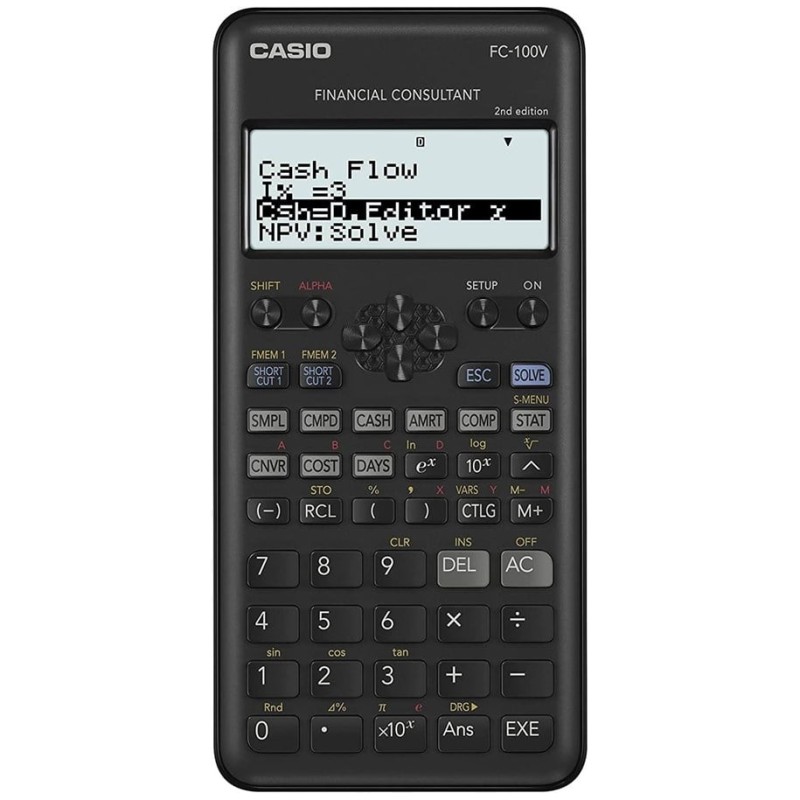 CASIO FC-100V
FINANCIAL CONSULTANT
2nd edition
D ▼
Cash Flow
I% =3
Csh=D.Editor x
NPV:Solve
SHIFT ALPHA SETUP ON
FMEM 1 FMEM 2
SHORT CUT 1 SHORT CUT 2 ESC SOLVE
S-MENU
SMPL CMPD CASH AMRT COMP STAT
A B C ln D log x√
CNVR COST DAYS eˣ 10ˣ ^
STO % , X VARS Y M– M
(–) RCL ( ) CTLG M+
CLR INS OFF
7 8 9 DEL AC
4 5 6 × ÷
sin cos tan
1 2 3 + −
Rnd Δ% π e DRG▶
0 • ×10ˣ Ans EXE